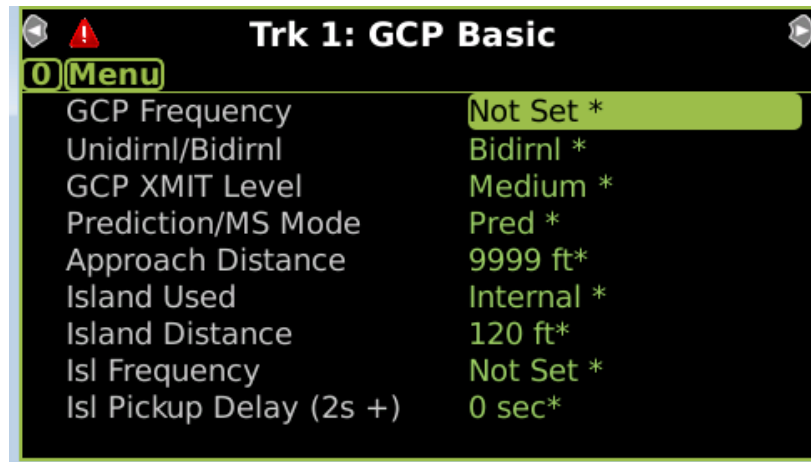 Trk 1: GCP Basic
0 Menu
GCP Frequency Not Set *
Unidirnl/Bidirnl Bidirnl *
GCP XMIT Level Medium *
Prediction/MS Mode Pred *
Approach Distance 9999 ft*
Island Used Internal *
Island Distance 120 ft*
Isl Frequency Not Set *
Isl Pickup Delay (2s +) 0 sec*